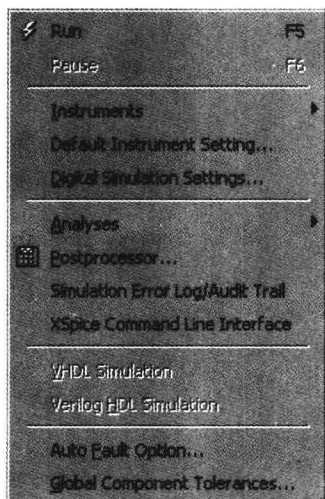 Run F5
Pause F6
Instruments
Default Instrument Setting...
Digital Simulation Settings...
Analyses
Postprocessor...
Simulation Error Log/Audit Trail
XSpice Command Line Interface
VHDL Simulation
Verilog HDL Simulation
Auto Fault Option...
Global Component Tolerances...